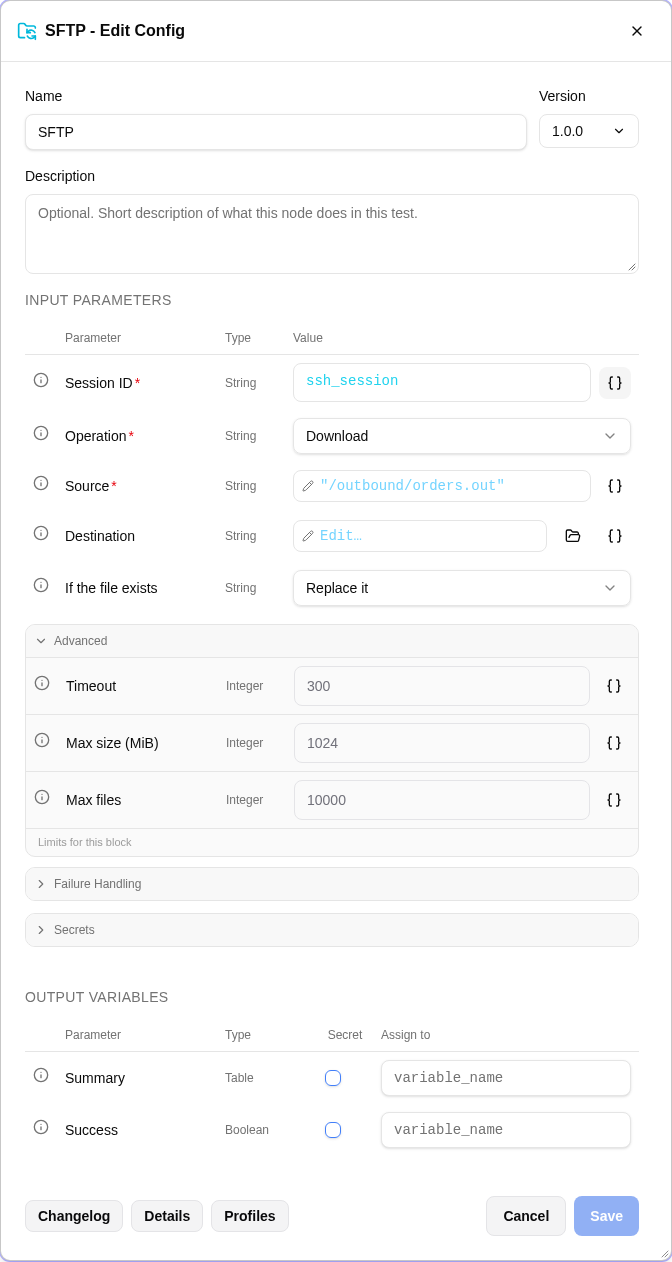 SFTP - Edit Config
Name
Version
SFTP
1.0.0
Description
Optional. Short description of what this node does in this test.
INPUT PARAMETERS
Parameter Type Value
Session ID* String ssh_session {}
Operation* String Download
Source* String "/outbound/orders.out" {}
Destination String Edit… {}
If the file exists String Replace it
Advanced
Timeout Integer 300 {}
Max size (MiB) Integer 1024 {}
Max files Integer 10000 {}
Limits for this block
Failure Handling
Secrets
OUTPUT VARIABLES
Parameter Type Secret Assign to
Summary Table variable_name
Success Boolean variable_name
Changelog Details Profiles Cancel Save